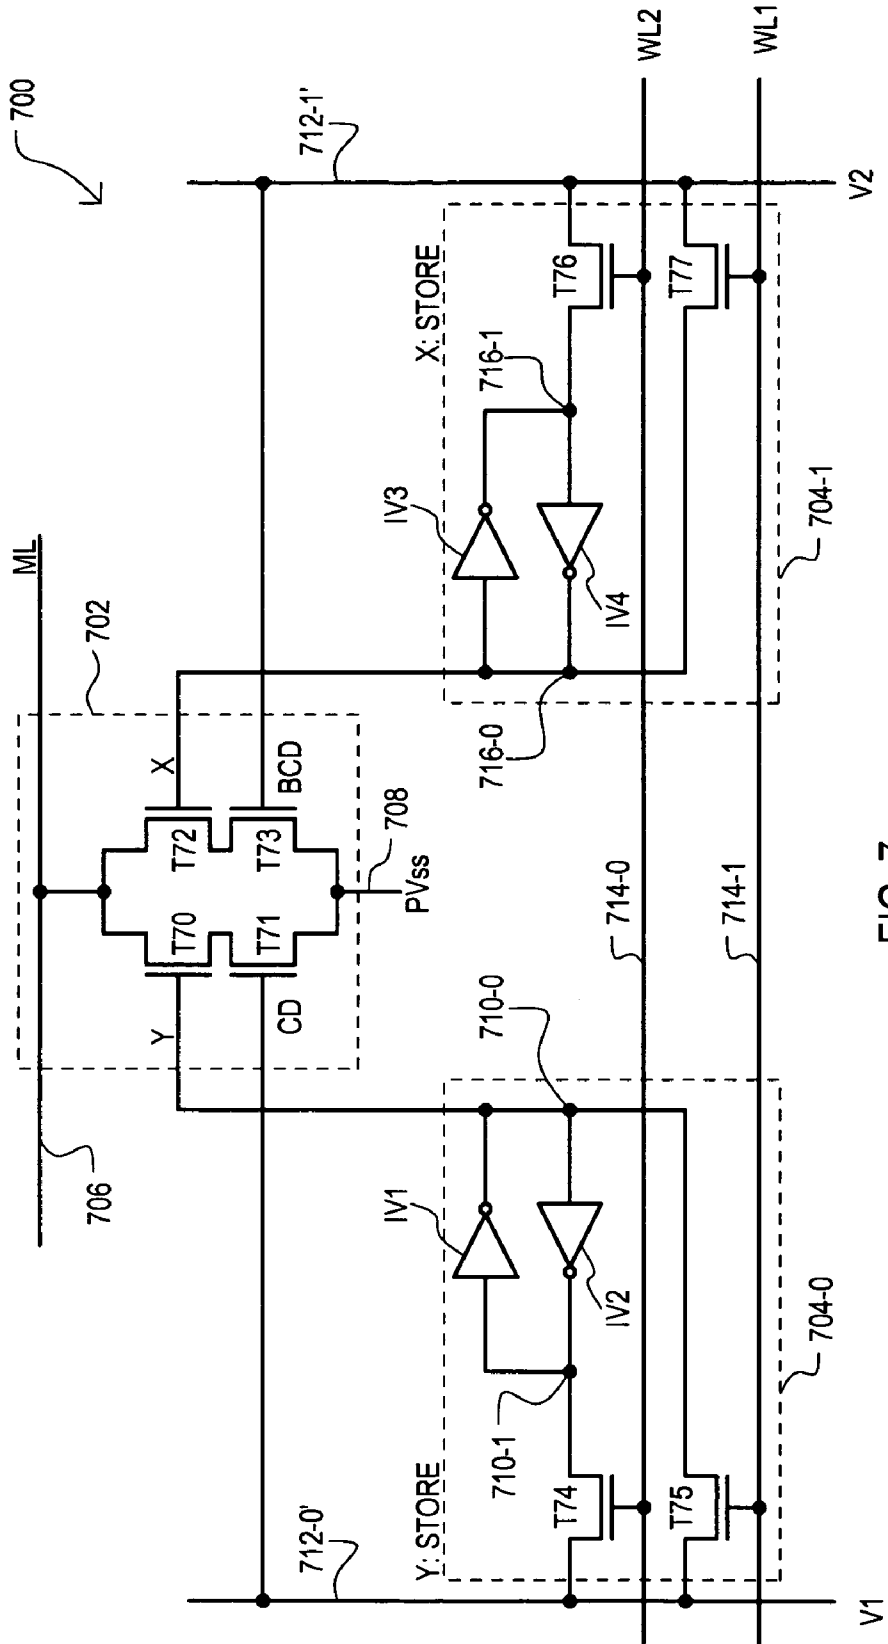 700
ML
702
706
X
Y
T70
T72
T71
T73
CD
BCD
PVss
708
712-0'
712-1'
Y: STORE
X: STORE
IV1
IV3
710-0
710-1
716-1
716-0
IV2
IV4
T74
T76
T75
T77
WL2
WL1
714-0
714-1
704-0
704-1
V1
V2
FIG. 7